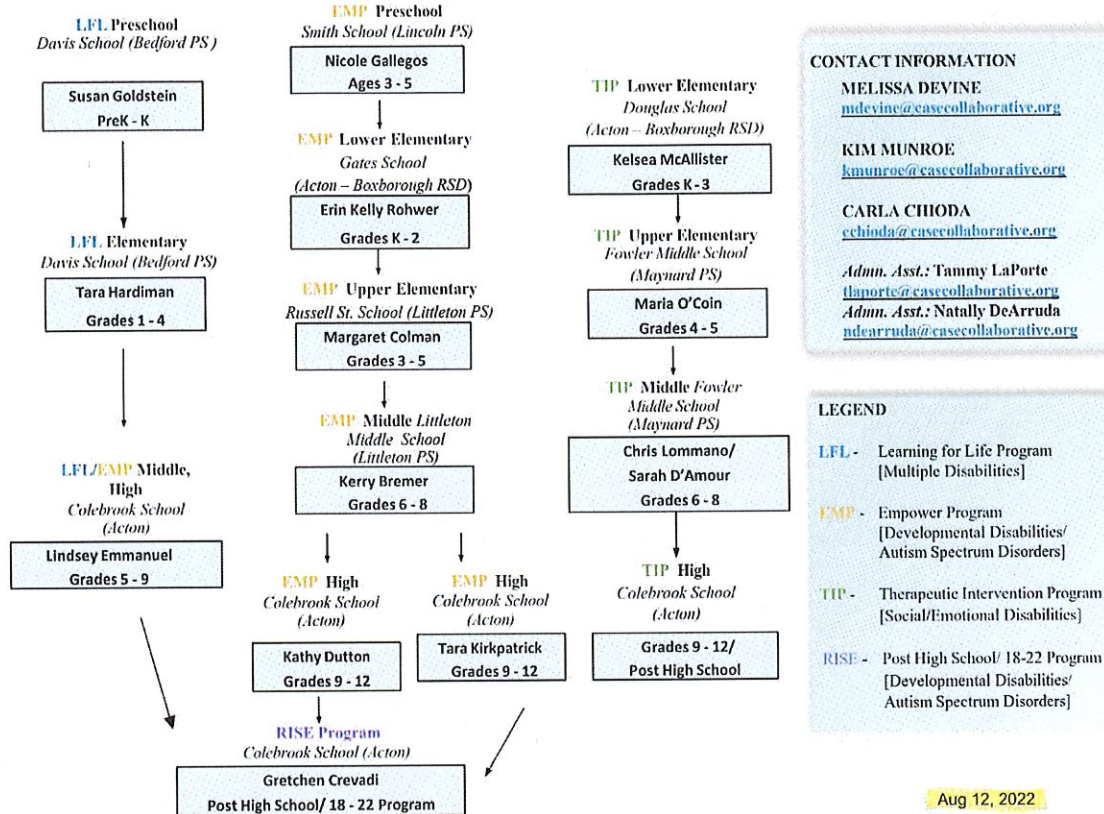 LFL Preschool
Davis School (Bedford PS )
Susan Goldstein
PreK - K
LFL Elementary
Davis School (Bedford PS)
Tara Hardiman
Grades 1 - 4
LFL/EMP Middle,
High
Colebrook School
(Acton)
Lindsey Emmanuel
Grades 5 - 9
EMP Preschool
Smith School (Lincoln PS)
Nicole Gallegos
Ages 3 - 5
EMP Lower Elementary
Gates School
(Acton – Boxborough RSD)
Erin Kelly Rohwer
Grades K - 2
EMP Upper Elementary
Russell St. School (Littleton PS)
Margaret Colman
Grades 3 - 5
EMP Middle Littleton
Middle School
(Littleton PS)
Kerry Bremer
Grades 6 - 8
EMP High
Colebrook School
(Acton)
Kathy Dutton
Grades 9 - 12
EMP High
Colebrook School
(Acton)
Tara Kirkpatrick
Grades 9 - 12
RISE Program
Colebrook School (Acton)
Gretchen Crevadi
Post High School/ 18 - 22 Program
TIP Lower Elementary
Douglas School
(Acton – Boxborough RSD)
Kelsea McAllister
Grades K - 3
TIP Upper Elementary
Fowler Middle School
(Maynard PS)
Maria O'Coin
Grades 4 - 5
TIP Middle Fowler
Middle School
(Maynard PS)
Chris Lommano/
Sarah D'Amour
Grades 6 - 8
TIP High
Colebrook School
(Acton)
Grades 9 - 12/
Post High School
CONTACT INFORMATION
MELISSA DEVINE
mdevine@casecollaborative.org
KIM MUNROE
kmunroe@casecollaborative.org
CARLA CHIODA
cchioda@casecollaborative.org
Admn. Asst.: Tammy LaPorte
tlaporte@casecollaborative.org
Admn. Asst.: Natally DeArruda
ndearruda@casecollaborative.org
LEGEND
LFL - Learning for Life Program
[Multiple Disabilities]
EMP - Empower Program
[Developmental Disabilities/
Autism Spectrum Disorders]
TIP - Therapeutic Intervention Program
[Social/Emotional Disabilities]
RISE - Post High School/ 18-22 Program
[Developmental Disabilities/
Autism Spectrum Disorders]
Aug 12, 2022